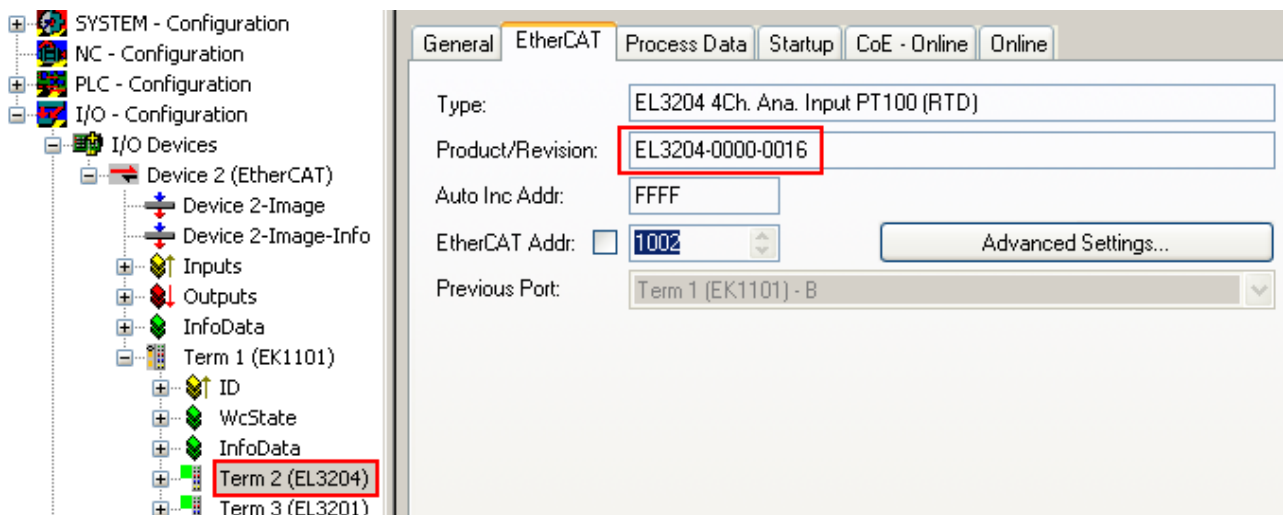 SYSTEM - Configuration
NC - Configuration
PLC - Configuration
I/O - Configuration
I/O Devices
Device 2 (EtherCAT)
Device 2-Image
Device 2-Image-Info
Inputs
Outputs
InfoData
Term 1 (EK1101)
ID
WcState
InfoData
Term 2 (EL3204)
Term 3 (EL3201)
General EtherCAT Process Data Startup CoE - Online Online
Type: EL3204 4Ch. Ana. Input PT100 (RTD)
Product/Revision: EL3204-0000-0016
Auto Inc Addr: FFFF
EtherCAT Addr: 1002 Advanced Settings...
Previous Port: Term 1 (EK1101) - B